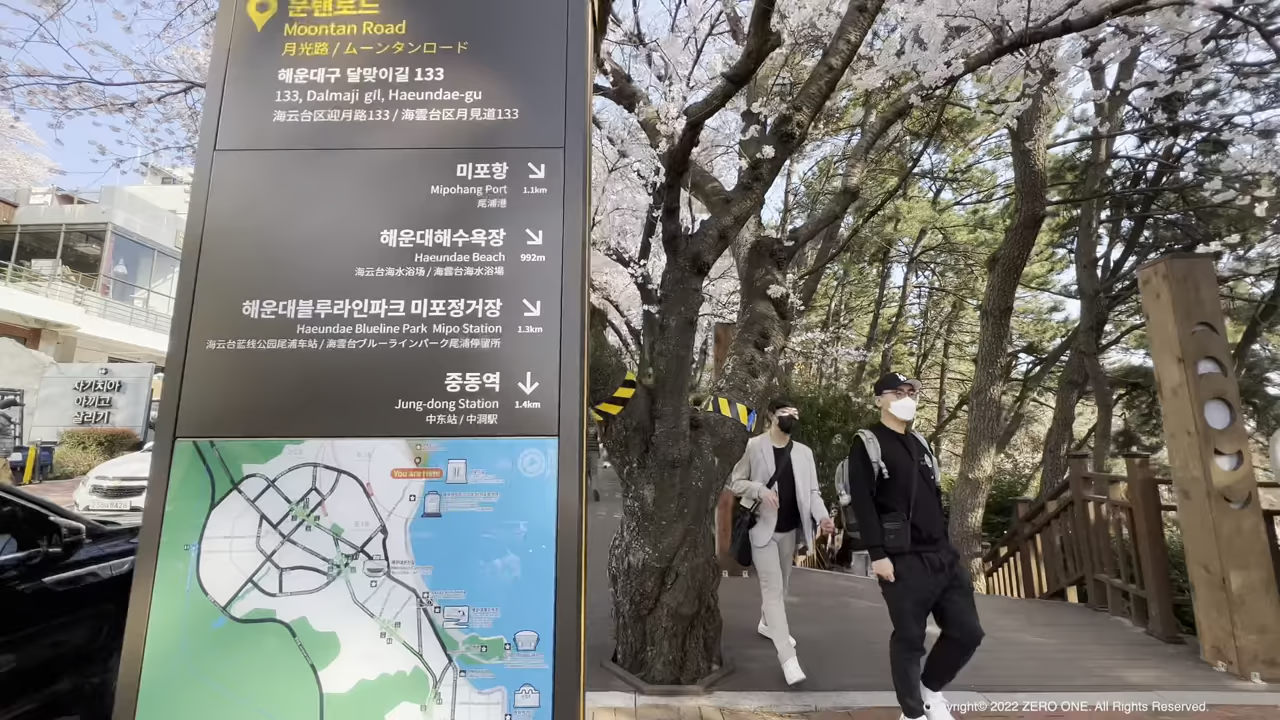 문탠로드
Moontan Road
月光路 / ムーンタンロード
해운대구 달맞이길 133
133, Dalmaji gil, Haeundae-gu
海云台区迎月路133 / 海雲台区月見道133
미포항
Mipohang Port 1.1km
尾浦港
해운대해수욕장
Haeundae Beach 992m
海云台海水浴场 / 海雲台海水浴場
해운대블루라인파크 미포정거장
Haeundae Blueline Park Mipo Station 1.3km
海云台蓝线公园尾浦车站 / 海雲台ブルーラインパーク尾浦停留所
중동역
Jung-dong Station 1.4km
中东站 / 中洞駅
You are Here
사기치아
아끼고
살리기
Copyright© 2022 ZERO ONE. All Rights Reserved.